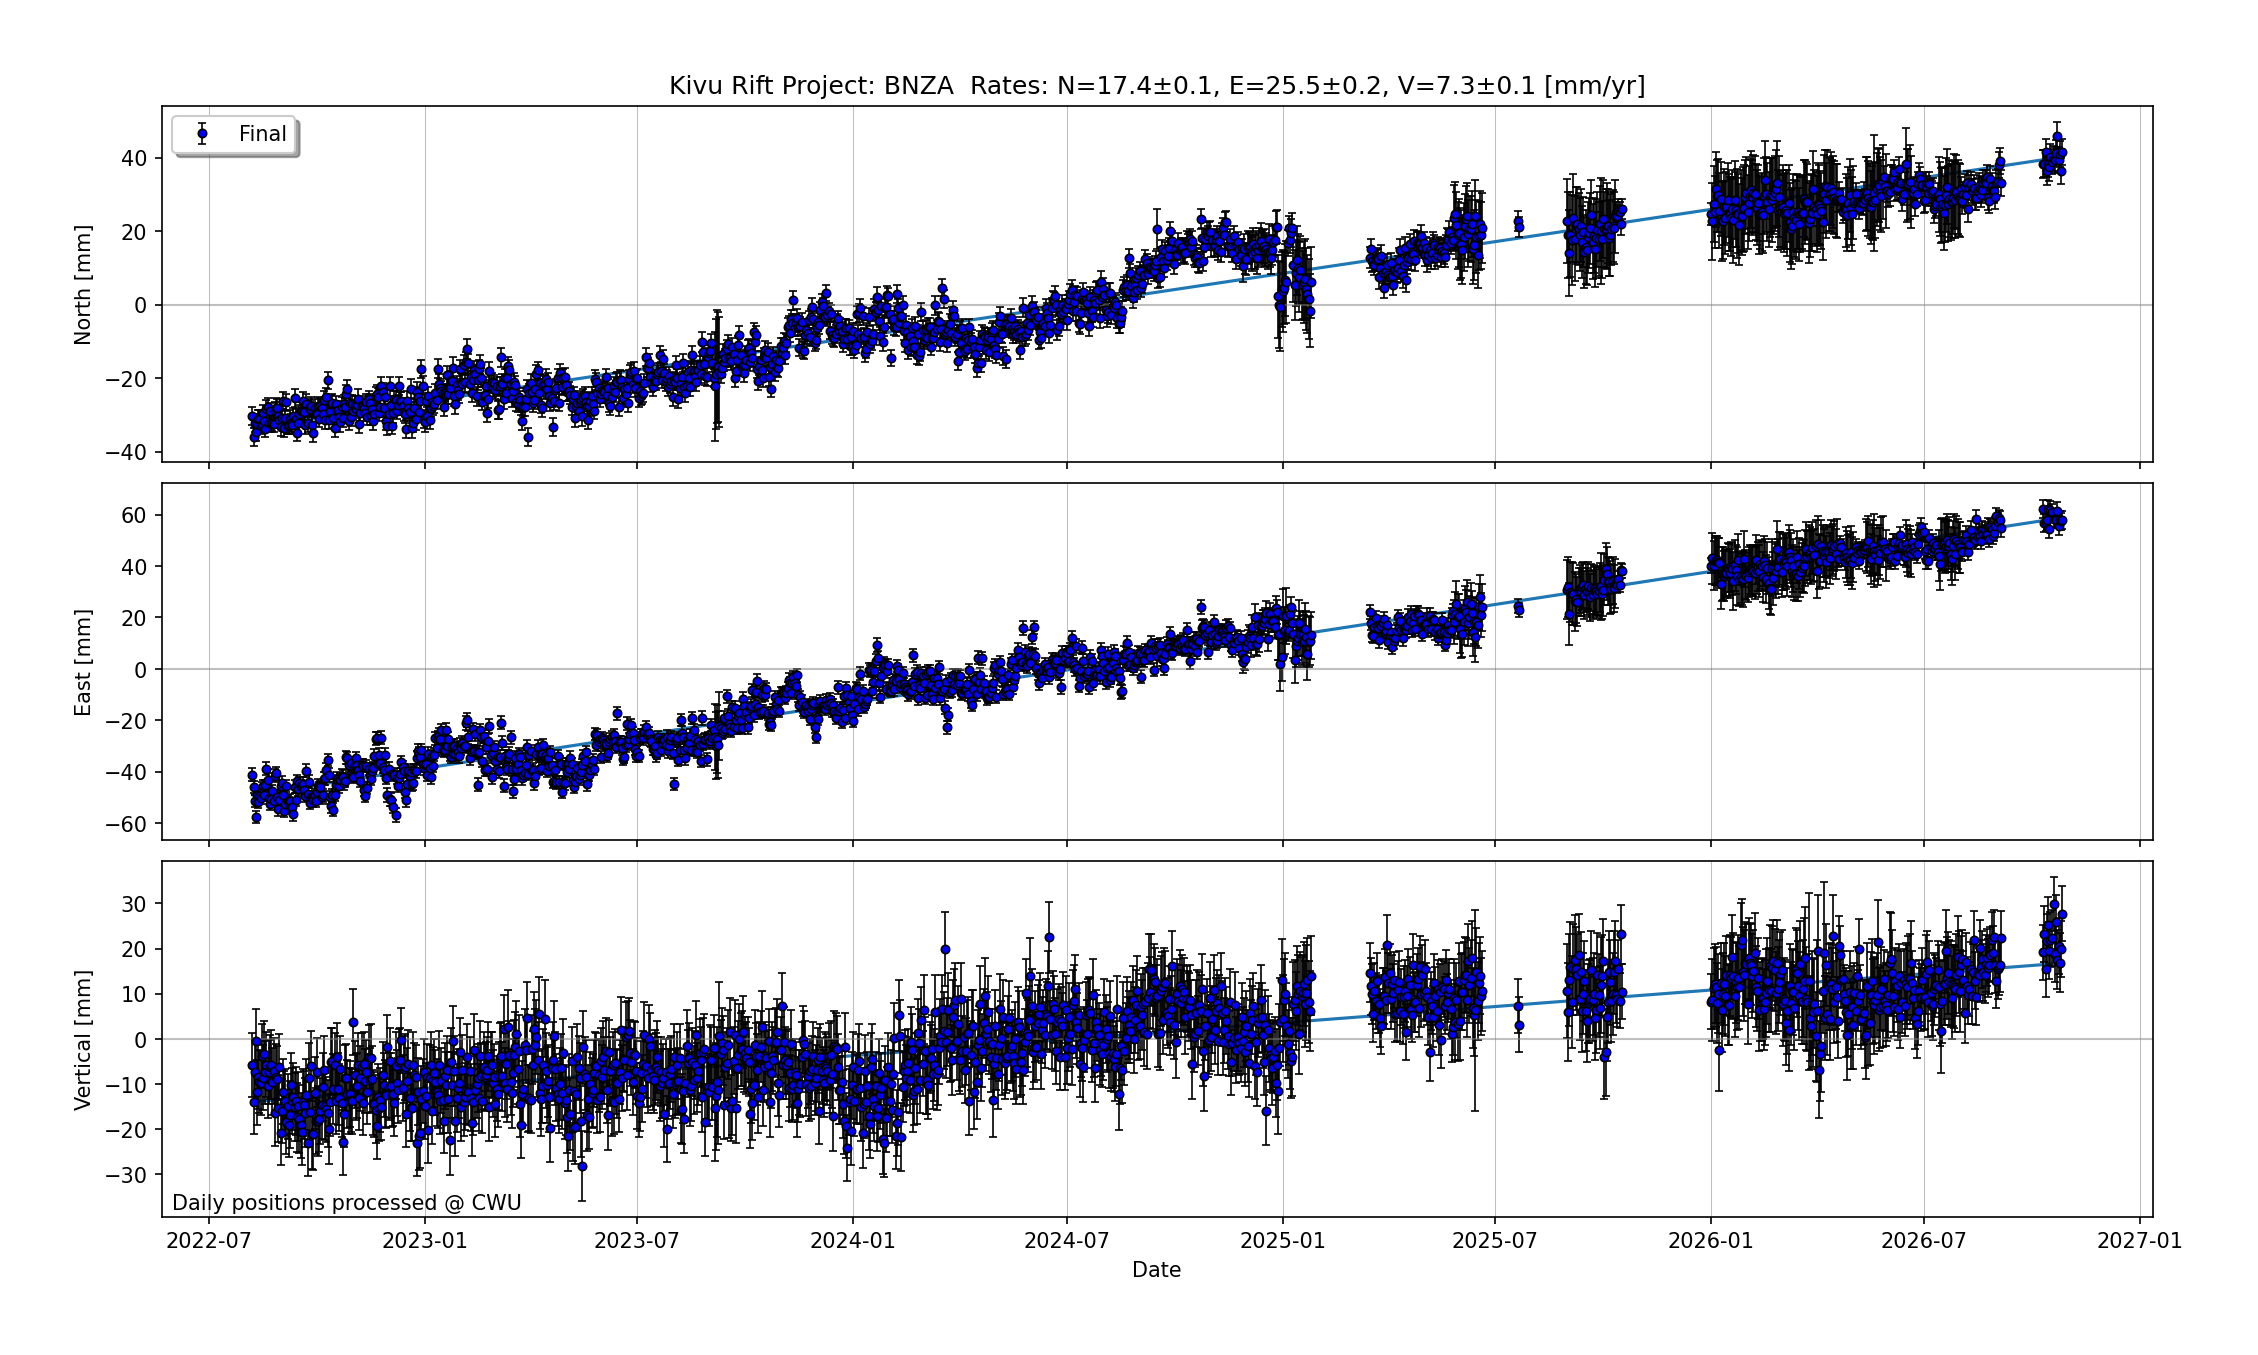 Kivu Rift Project: BNZA  Rates: N=17.4±0.1, E=25.5±0.2, V=7.3±0.1 [mm/yr]
Final
North [mm]
40
20
0
−20
−40
East [mm]
60
40
20
0
−20
−40
−60
Vertical [mm]
30
20
10
0
−10
−20
−30
Daily positions processed @ CWU
2022-07 2023-01 2023-07 2024-01 2024-07 2025-01 2025-07 2026-01 2026-07 2027-01
Date